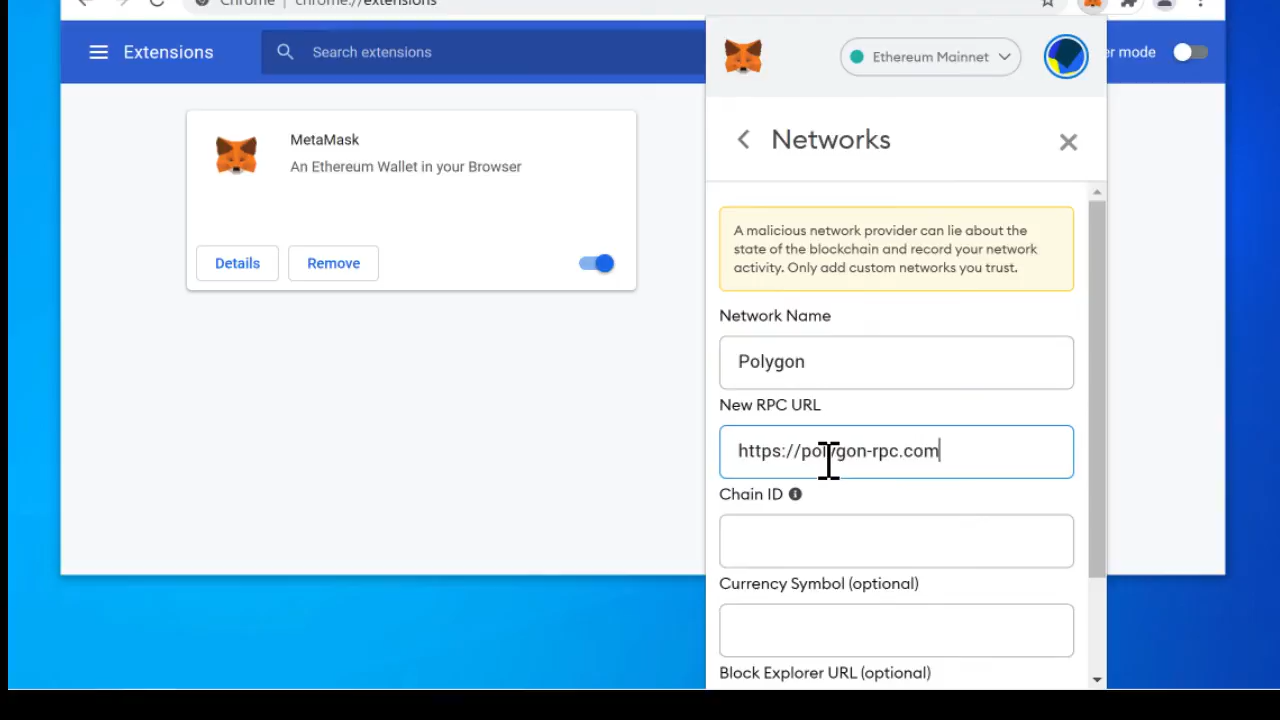 Chrome | chrome://extensions
Extensions
Search extensions
er mode
MetaMask
An Ethereum Wallet in your Browser
Details
Remove
Ethereum Mainnet
Networks
A malicious network provider can lie about the
state of the blockchain and record your network
activity. Only add custom networks you trust.
Network Name
Polygon
New RPC URL
https://polygon-rpc.com
Chain ID
Currency Symbol (optional)
Block Explorer URL (optional)